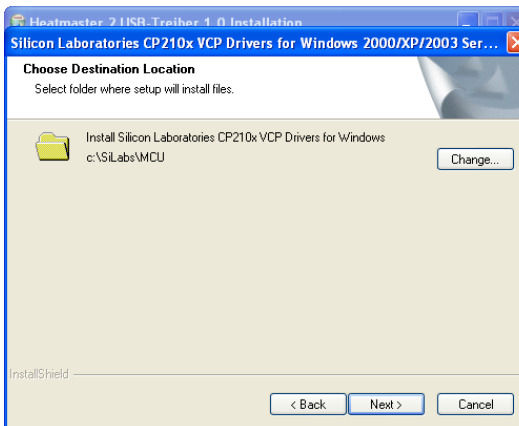 Heatmaster 2 USB-Treiber 1.0 Installation
Silicon Laboratories CP210x VCP Drivers for Windows 2000/XP/2003 Ser...
Choose Destination Location
Select folder where setup will install files.
Install Silicon Laboratories CP210x VCP Drivers for Windows
c:\SiLabs\MCU
Change...
InstallShield
< Back
Next >
Cancel